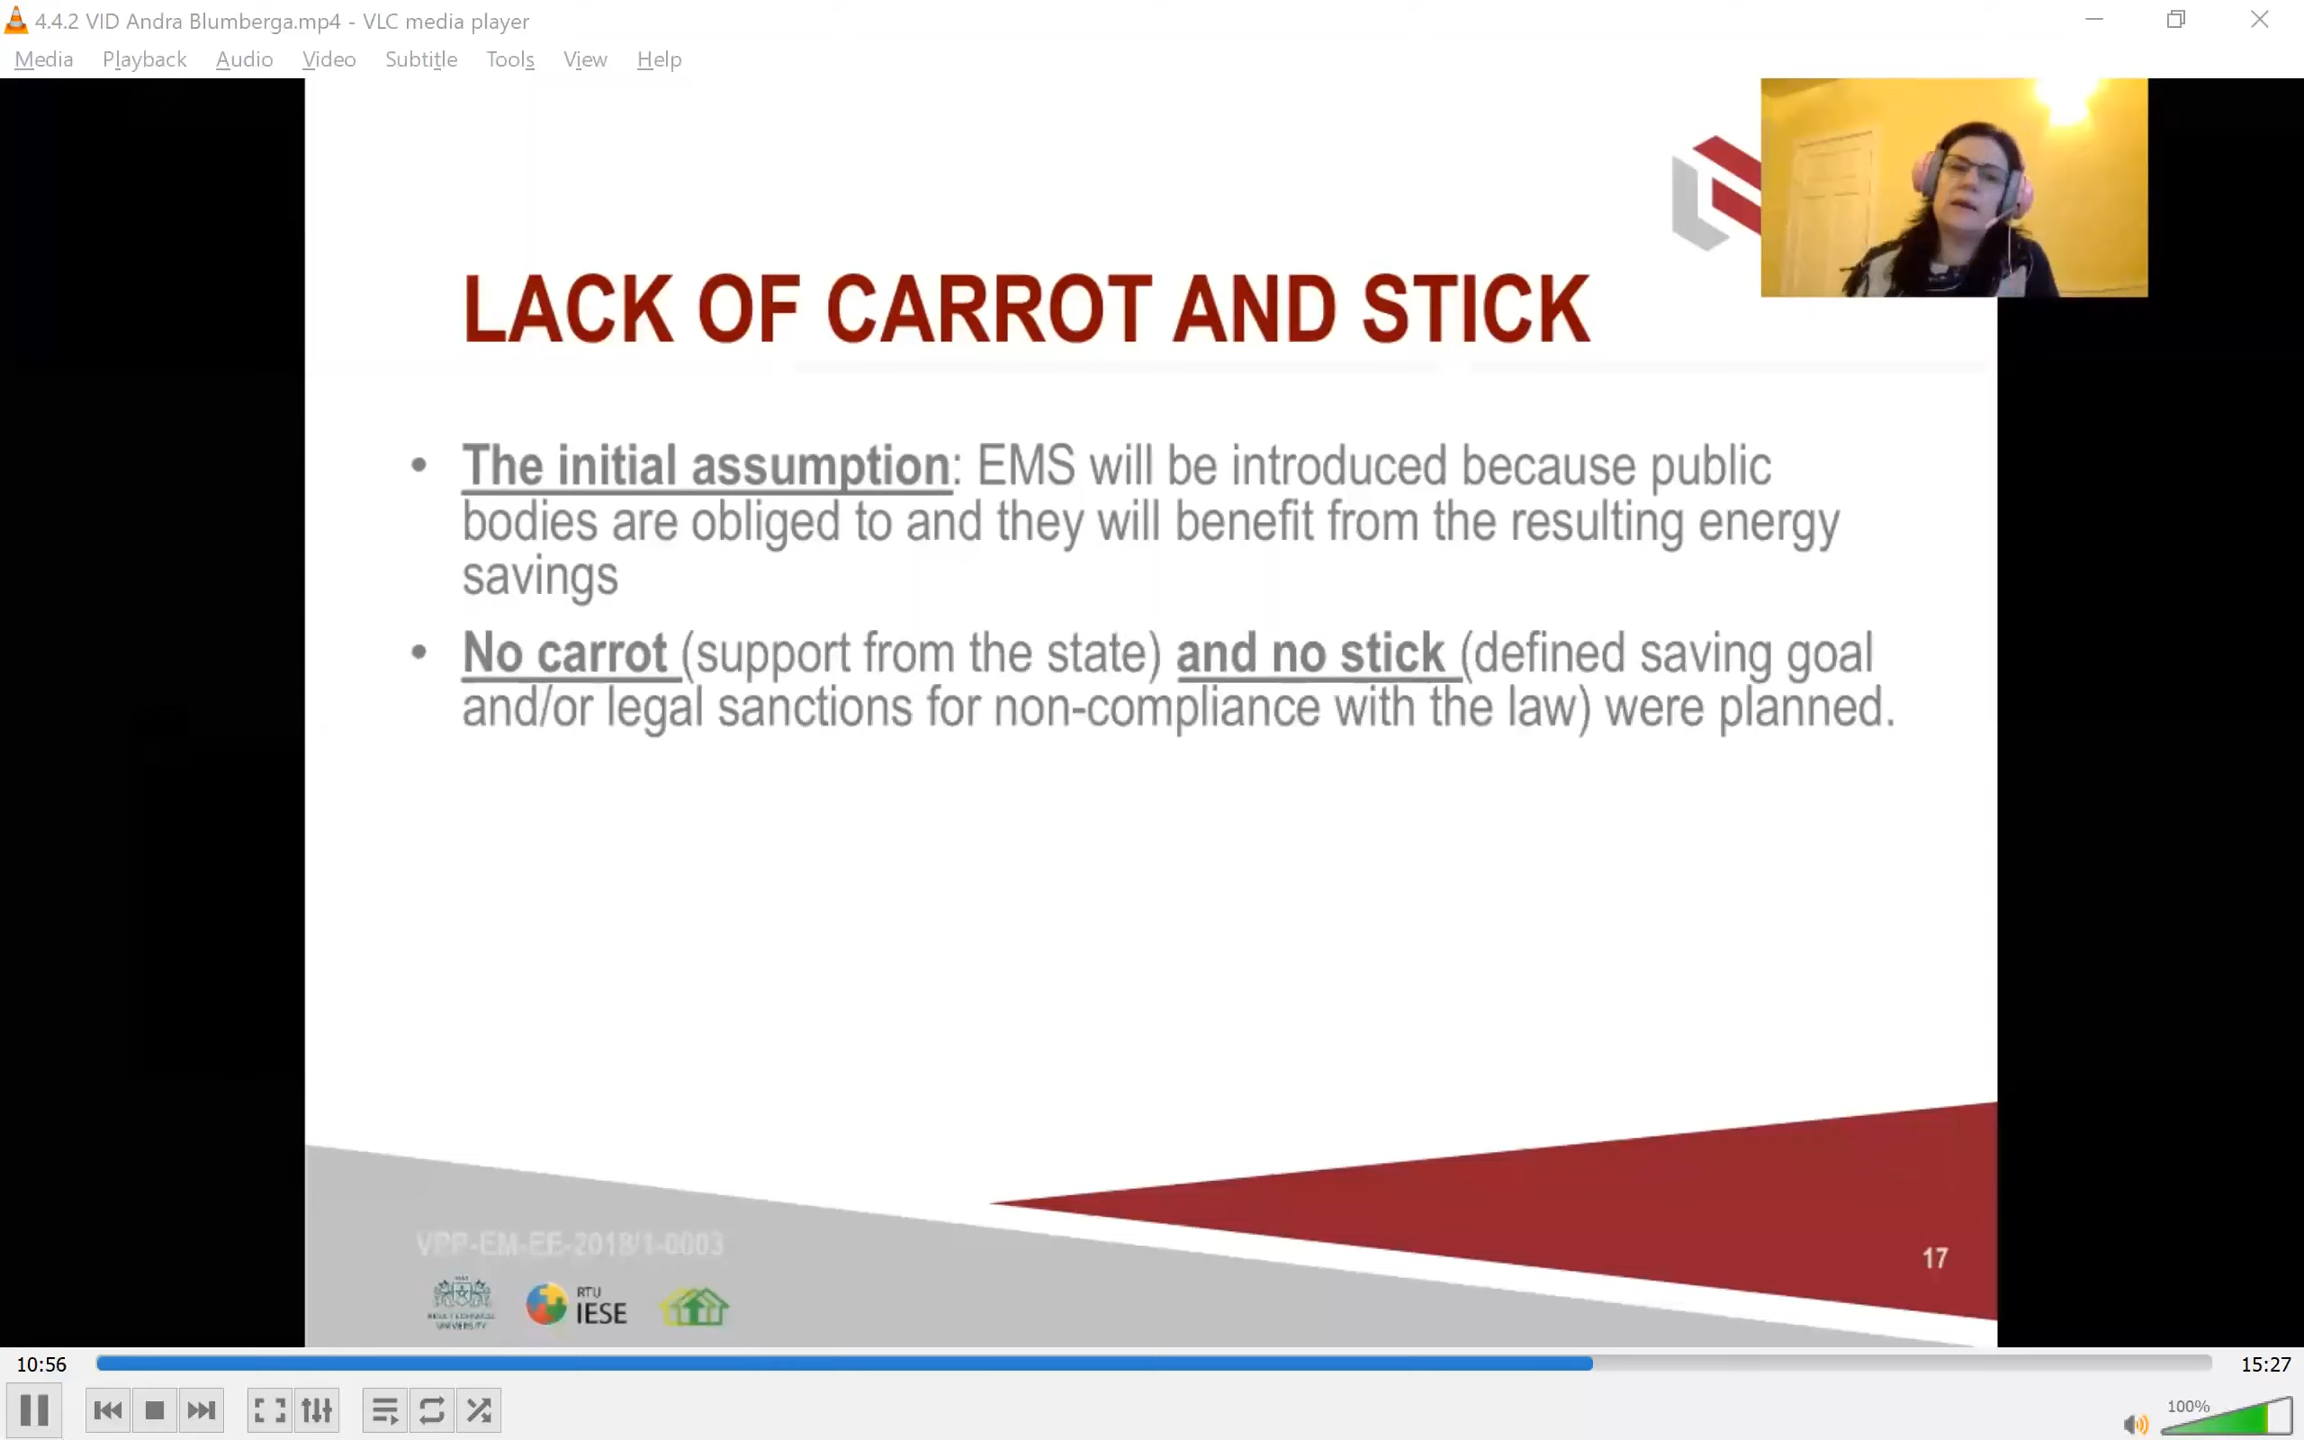 4.4.2 VID Andra Blumberga.mp4 - VLC media player
Media Playback Audio Video Subtitle Tools View Help
LACK OF CARROT AND STICK
• The initial assumption: EMS will be introduced because public
bodies are obliged to and they will benefit from the resulting energy
savings
• No carrot (support from the state) and no stick (defined saving goal
and/or legal sanctions for non-compliance with the law) were planned.
VPP-EM-EE-2018/1-0003
17
UNIVERSITY
RTU
IESE
10:56
15:27
100%